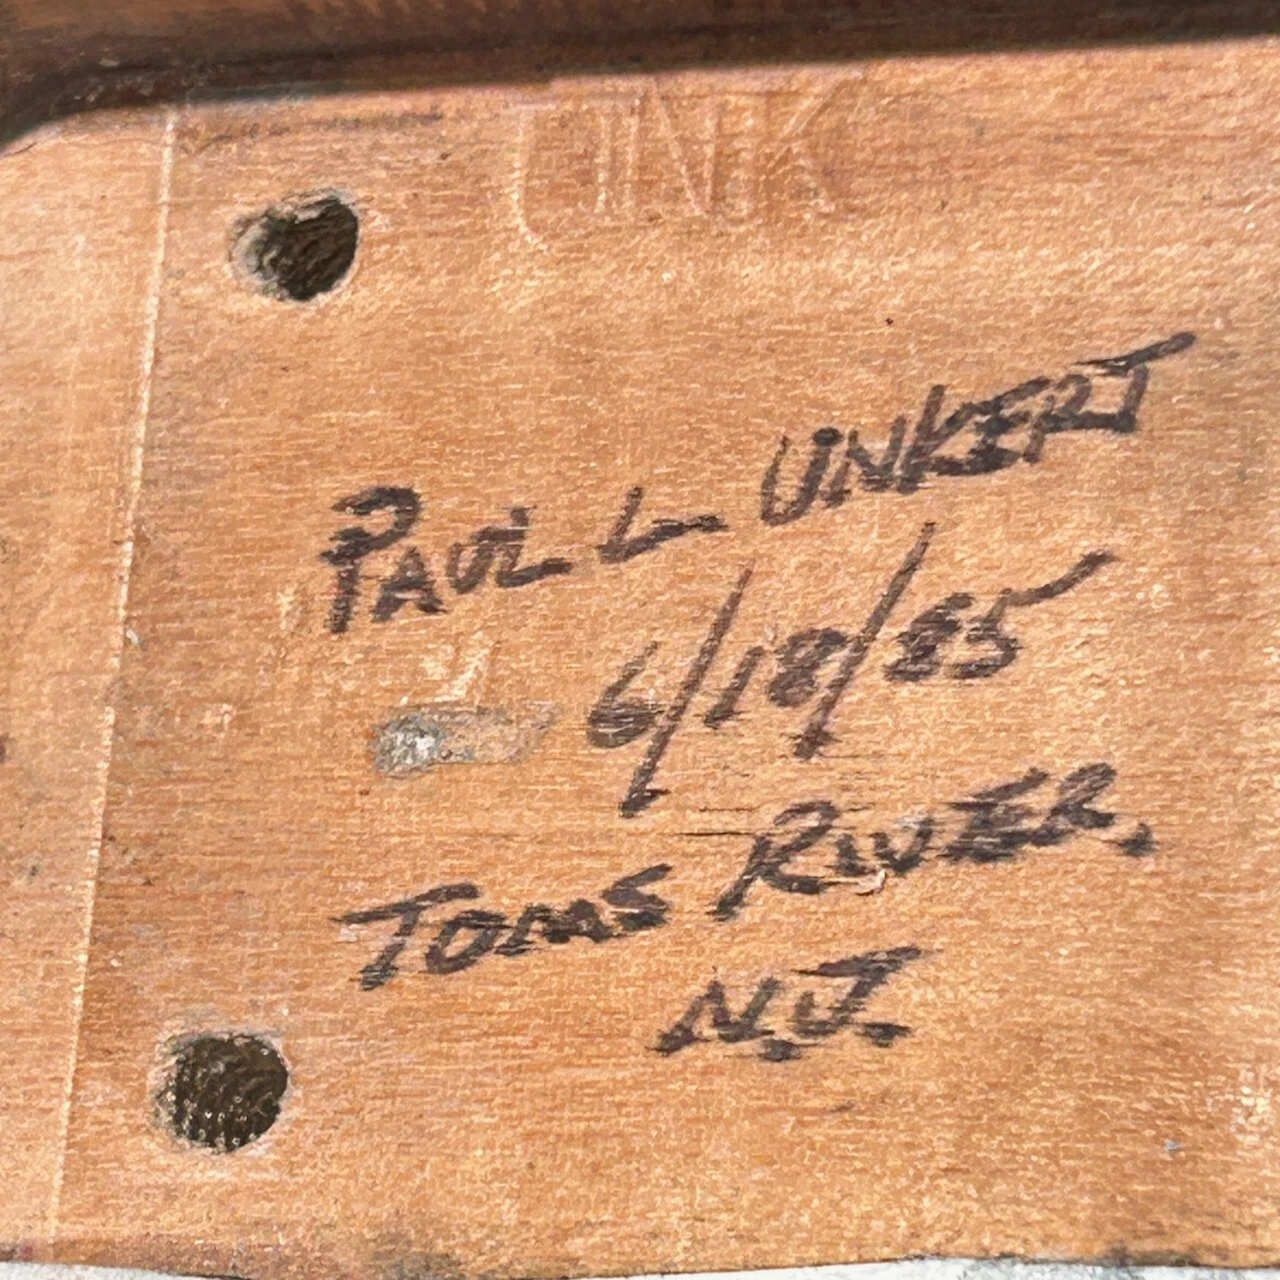 UNK
PAUL L UNKERT
6/18/85
TOMS RIVER,
N.J.